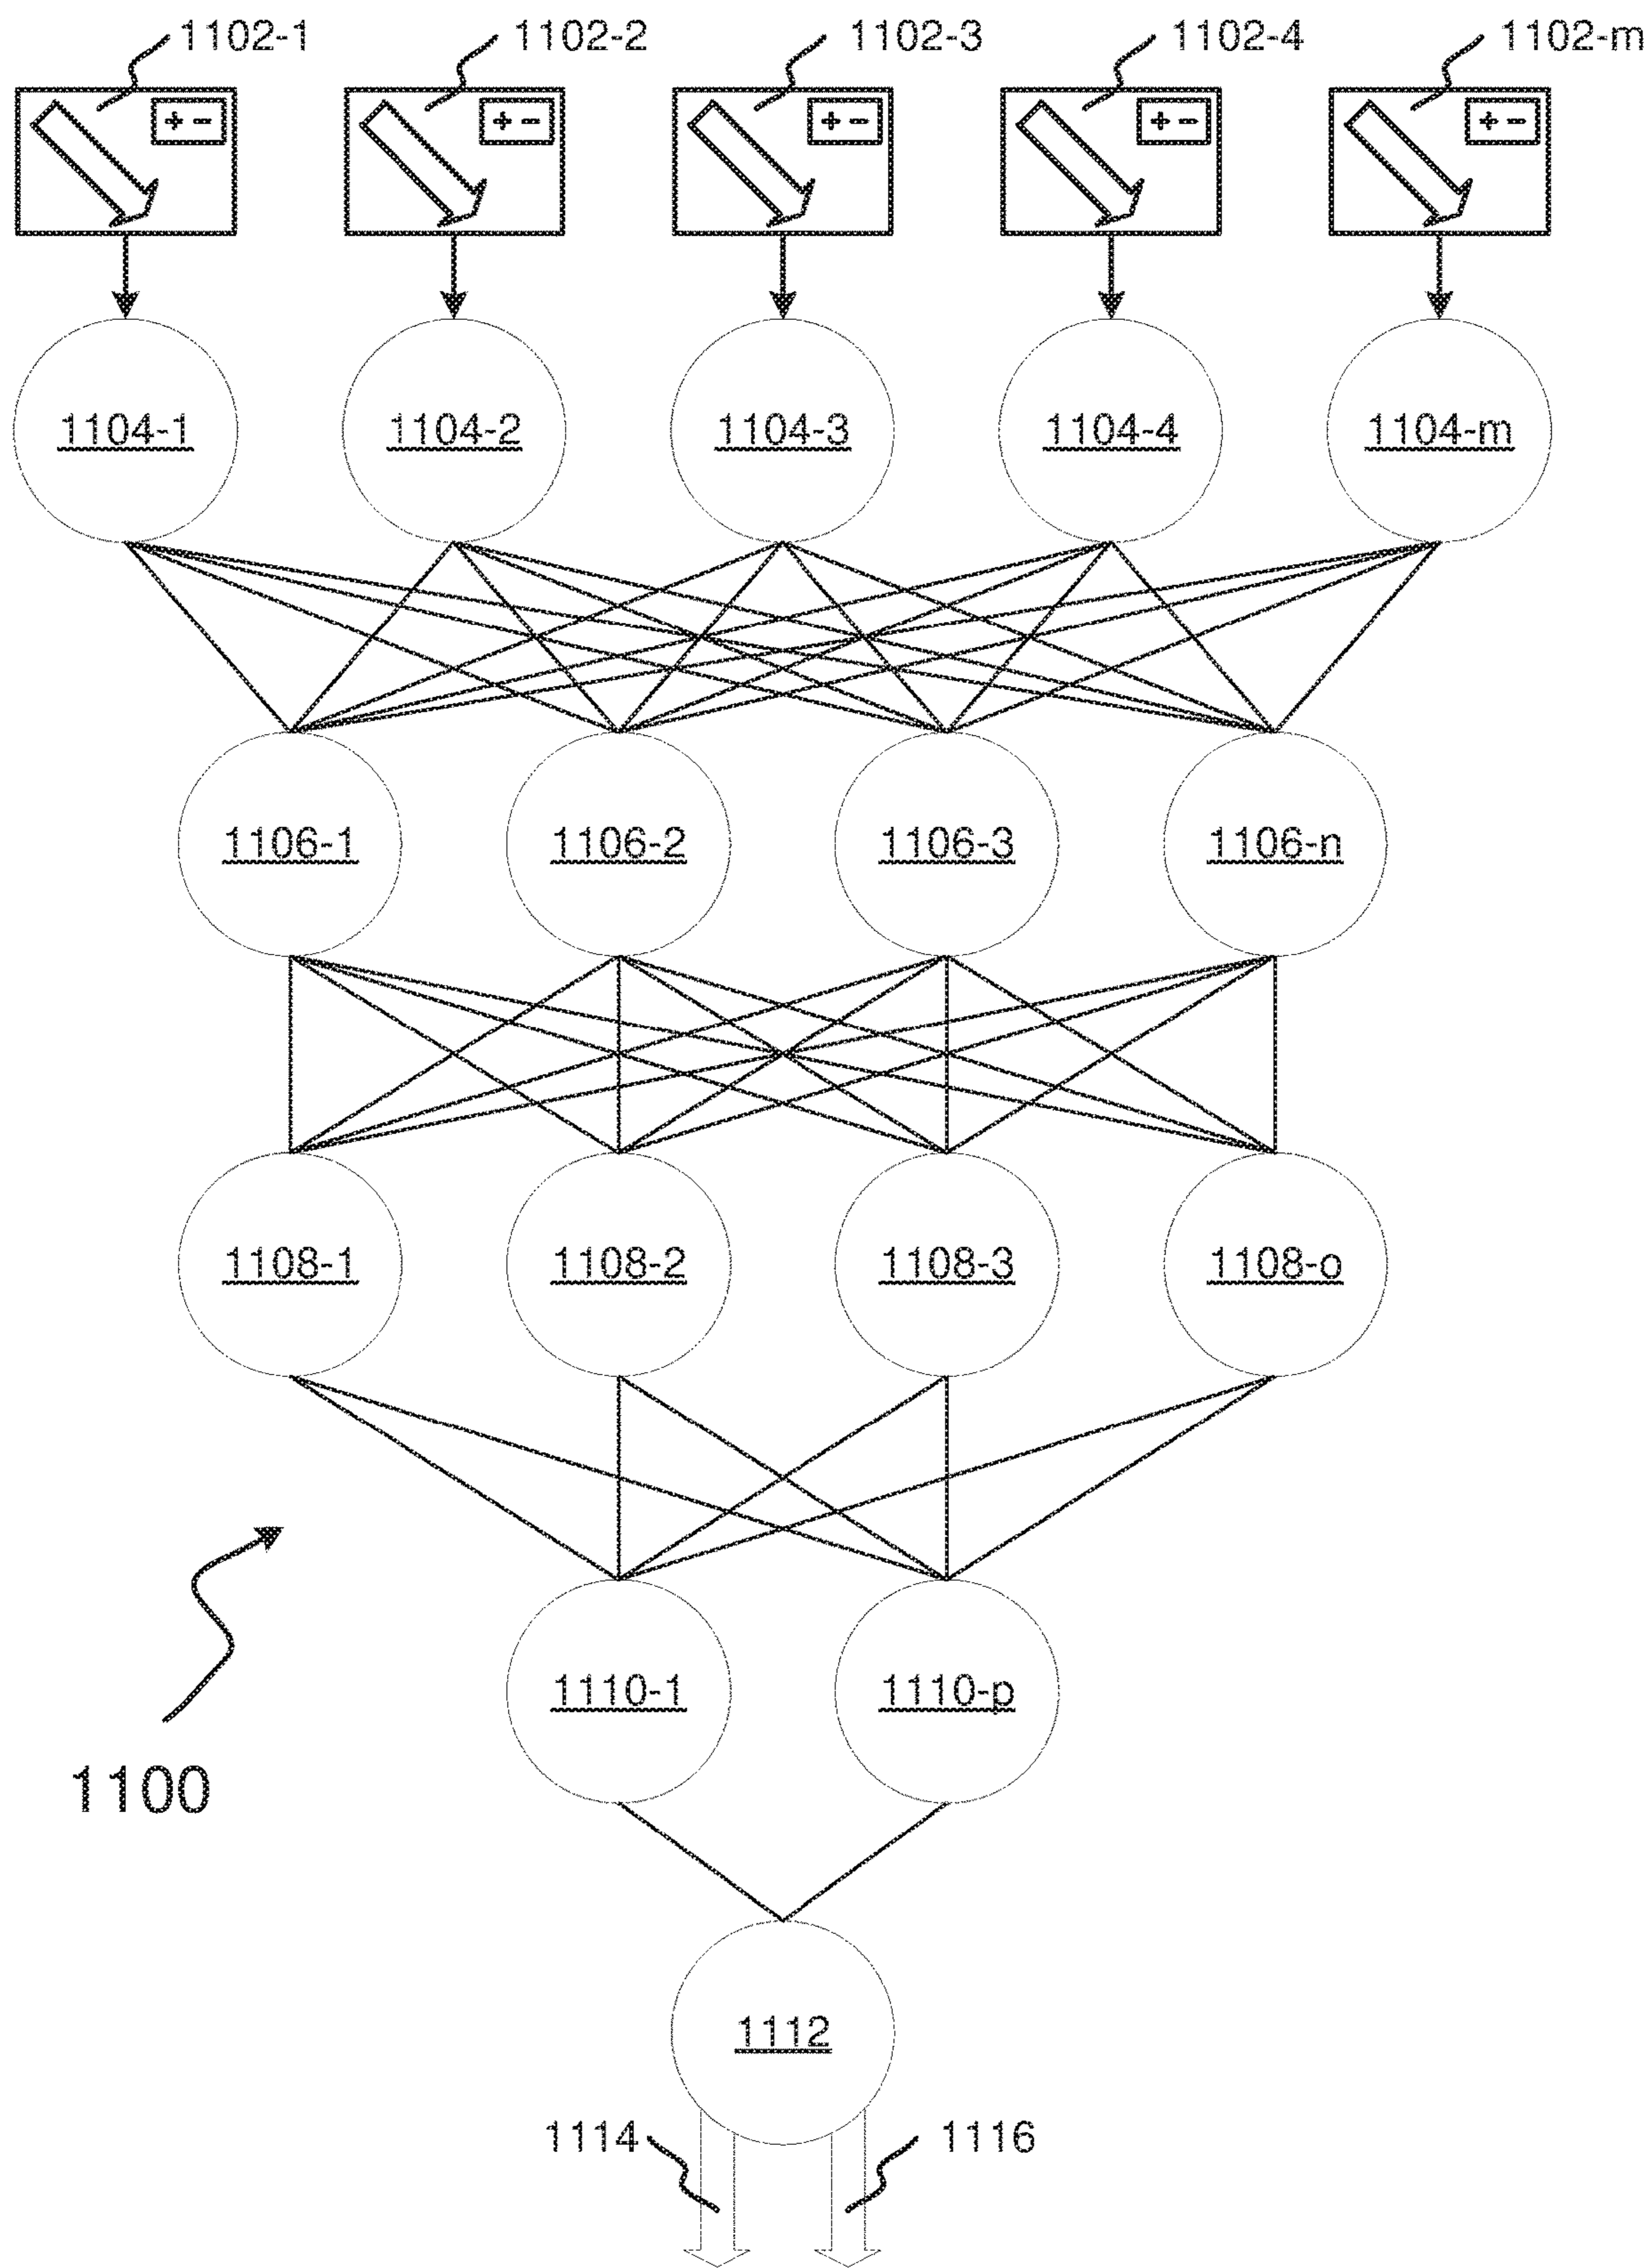 1102-1 1102-2 1102-3 1102-4 1102-m
+ - + - + - + - + -
1104-1 1104-2 1104-3 1104-4 1104-m
1106-1 1106-2 1106-3 1106-n
1108-1 1108-2 1108-3 1108-o
1110-1 1110-p
1100
1112
1114 1116